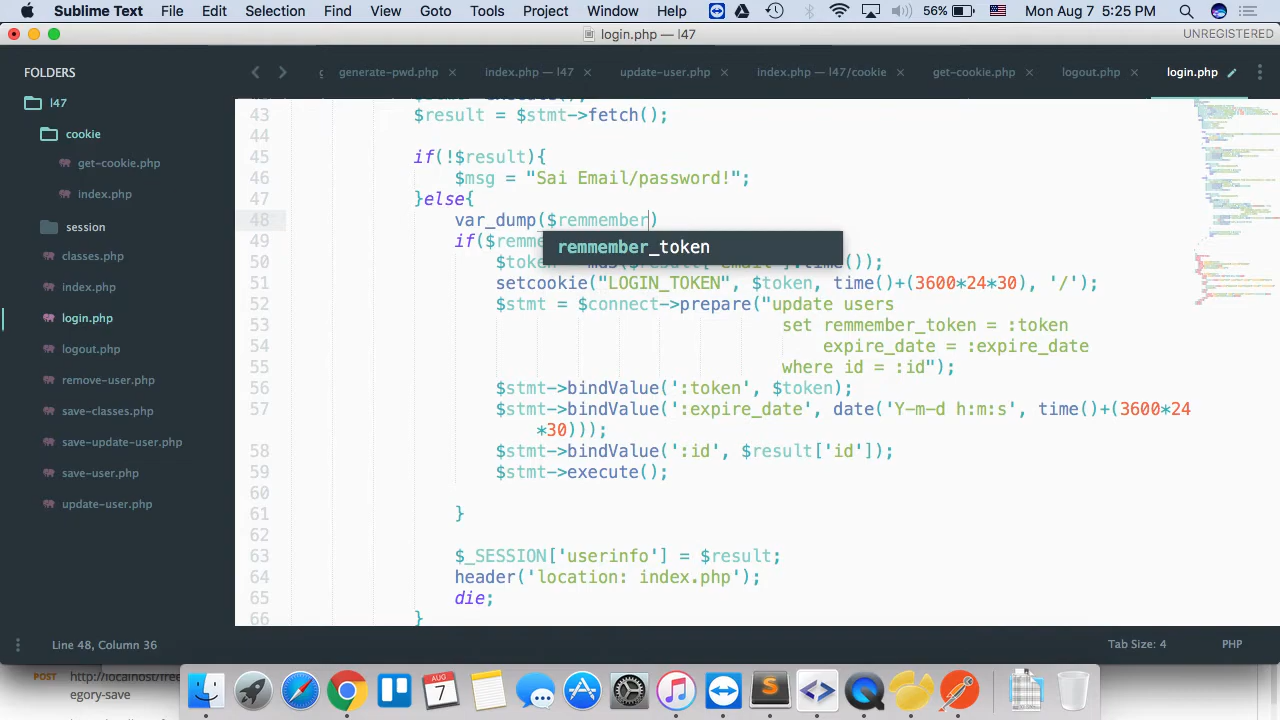 Sublime Text File Edit Selection Find View Goto Tools Project Window Help 56% Mon Aug 7 5:25 PM
login.php — l47 UNREGISTERED
FOLDERS
l47
cookie
get-cookie.php
index.php
session
classes.php
index.php
login.php
logout.php
remove-user.php
save-classes.php
save-update-user.php
save-user.php
update-user.php
generate-pwd.php × index.php — l47 × update-user.php × index.php — l47/cookie × get-cookie.php × logout.php × login.php
43 $result = $stmt->fetch();
44
45 if(!$result){
46 $msg = "Sai Email/password!";
47 }else{
48 var_dump($remmember)
remmember_token
49 if($remme
50 $token
51 setcookie("LOGIN_TOKEN", $token, time()+(3600*24*30), '/');
52 $stmt = $connect->prepare("update users
53 set remmember_token = :token
54 expire_date = :expire_date
55 where id = :id");
56 $stmt->bindValue(':token', $token);
57 $stmt->bindValue(':expire_date', date('Y-m-d h:m:s', time()+(3600*24
*30)));
58 $stmt->bindValue(':id', $result['id']);
59 $stmt->execute();
60
61 }
62
63 $_SESSION['userinfo'] = $result;
64 header('location: index.php');
65 die;
66 }
Line 48, Column 36 Tab Size: 4 PHP
POST
egory-save
AUG
7